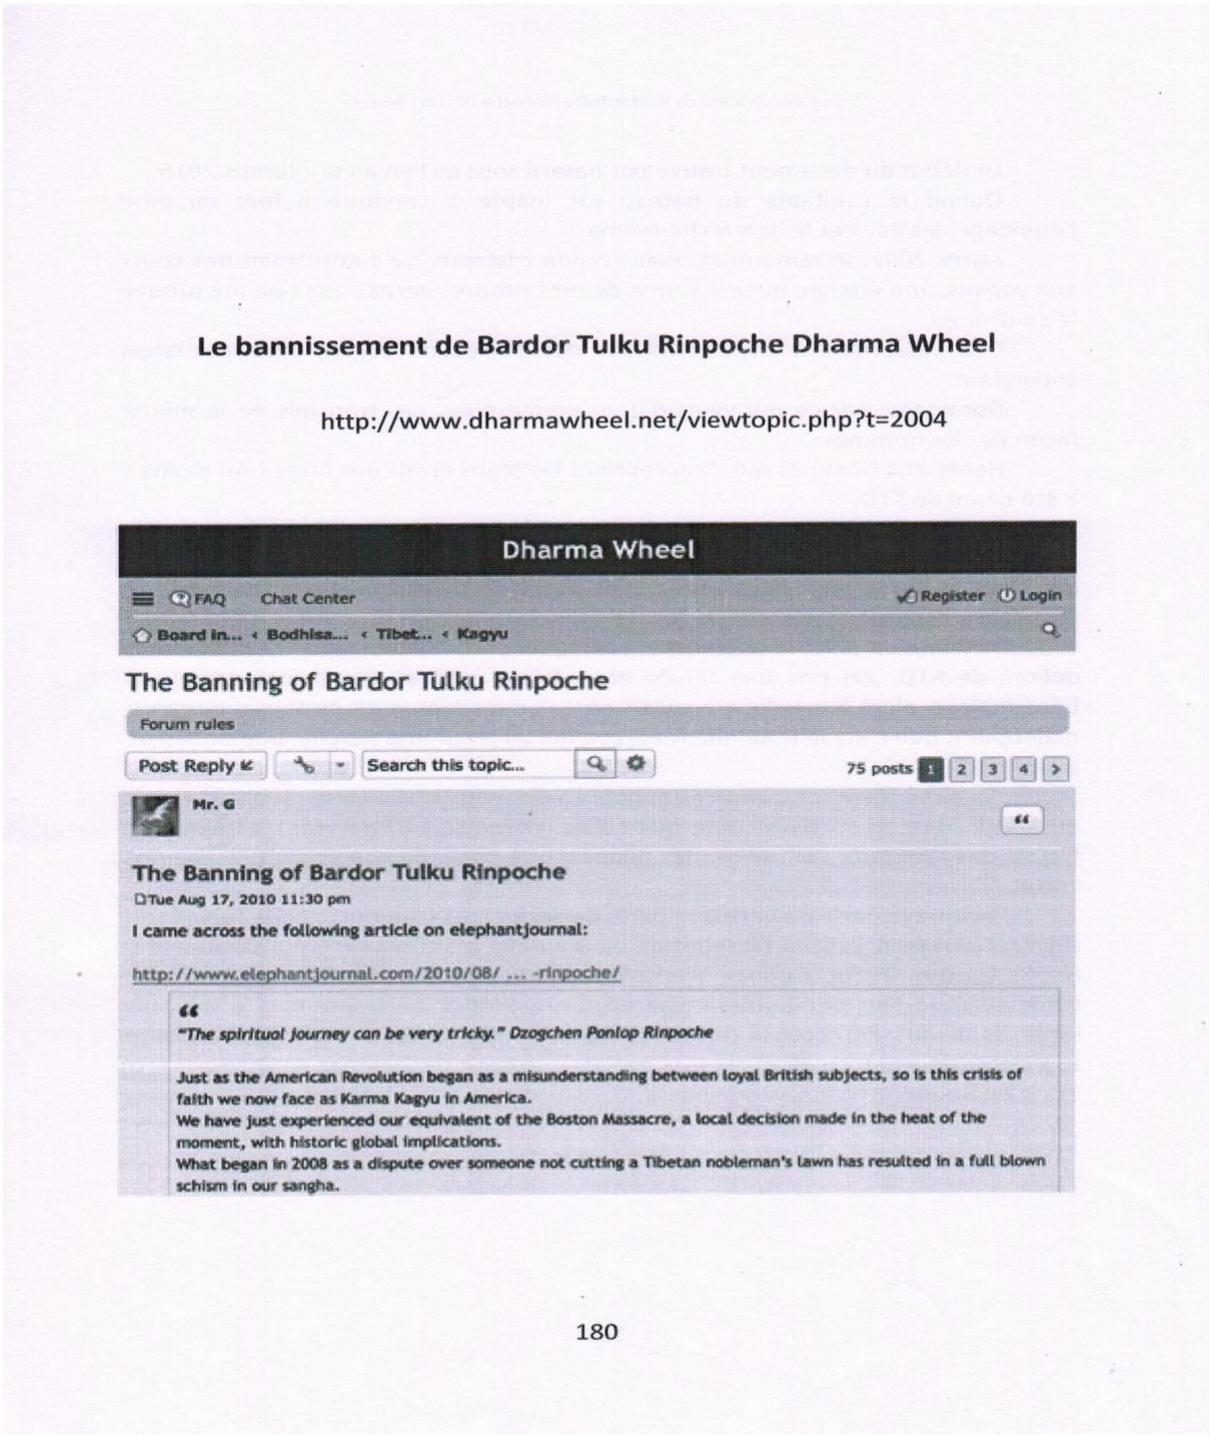 Le bannissement de Bardor Tulku Rinpoche Dharma Wheel
http://www.dharmawheel.net/viewtopic.php?t=2004
Dharma Wheel
FAQ Chat Center Register Login
Board in... ‹ Bodhisa... ‹ Tibet... ‹ Kagyu
The Banning of Bardor Tulku Rinpoche
Forum rules
Post Reply Search this topic... 75 posts 1 2 3 4 >
Mr. G
“
The Banning of Bardor Tulku Rinpoche
Tue Aug 17, 2010 11:30 pm
I came across the following article on elephantjournal:
http://www.elephantjournal.com/2010/08/ ... -rinpoche/
“
"The spiritual journey can be very tricky." Dzogchen Ponlop Rinpoche
Just as the American Revolution began as a misunderstanding between loyal British subjects, so is this crisis of
faith we now face as Karma Kagyu in America.
We have just experienced our equivalent of the Boston Massacre, a local decision made in the heat of the
moment, with historic global implications.
What began in 2008 as a dispute over someone not cutting a Tibetan nobleman's lawn has resulted in a full blown
schism in our sangha.
180